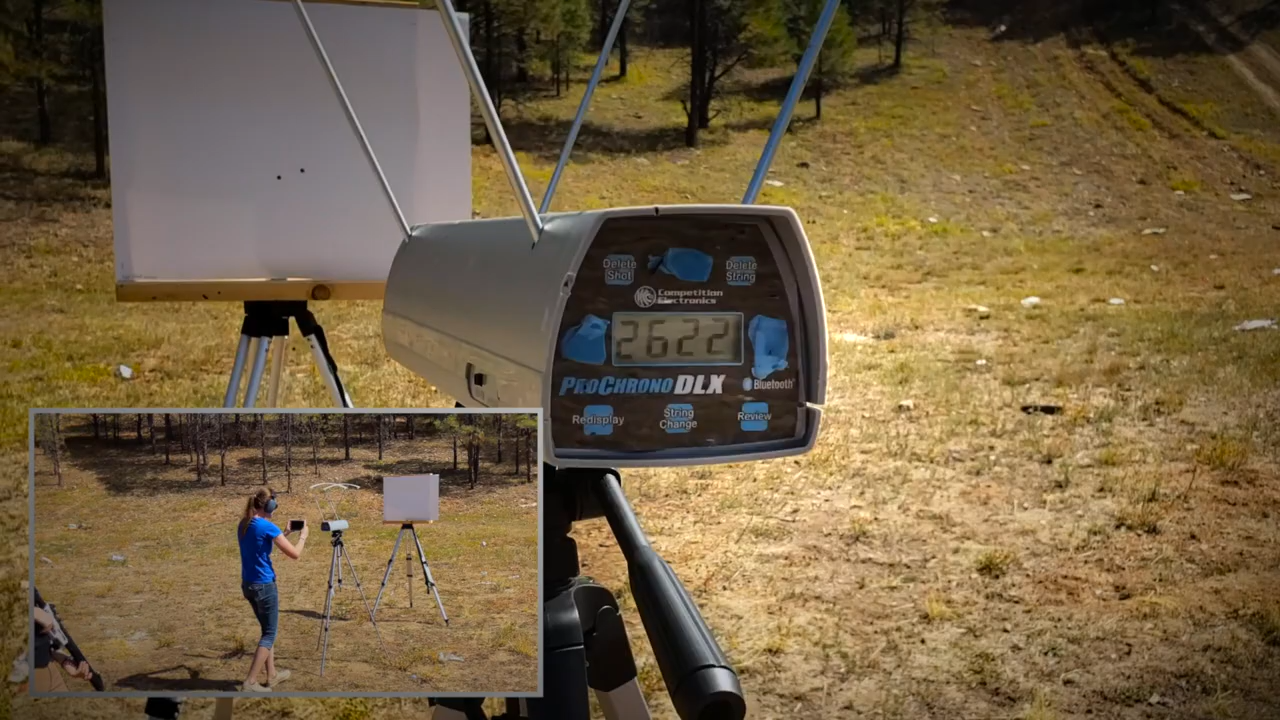 Delete
Shot
Delete
String
Competition
Electronics
2622
PROCHRONO DLX
Bluetooth
Redisplay
String
Change
Review